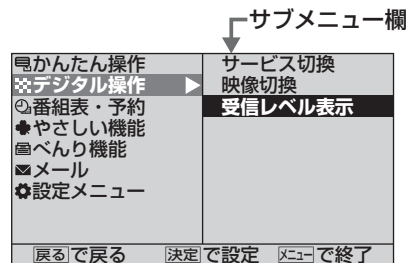 サブメニュー欄
かんたん操作
デジタル操作
番組表・予約
やさしい機能
べんり機能
メール
設定メニュー
サービス切換
映像切換
受信レベル表示
戻る で戻る 決定 で設定 メニュー で終了